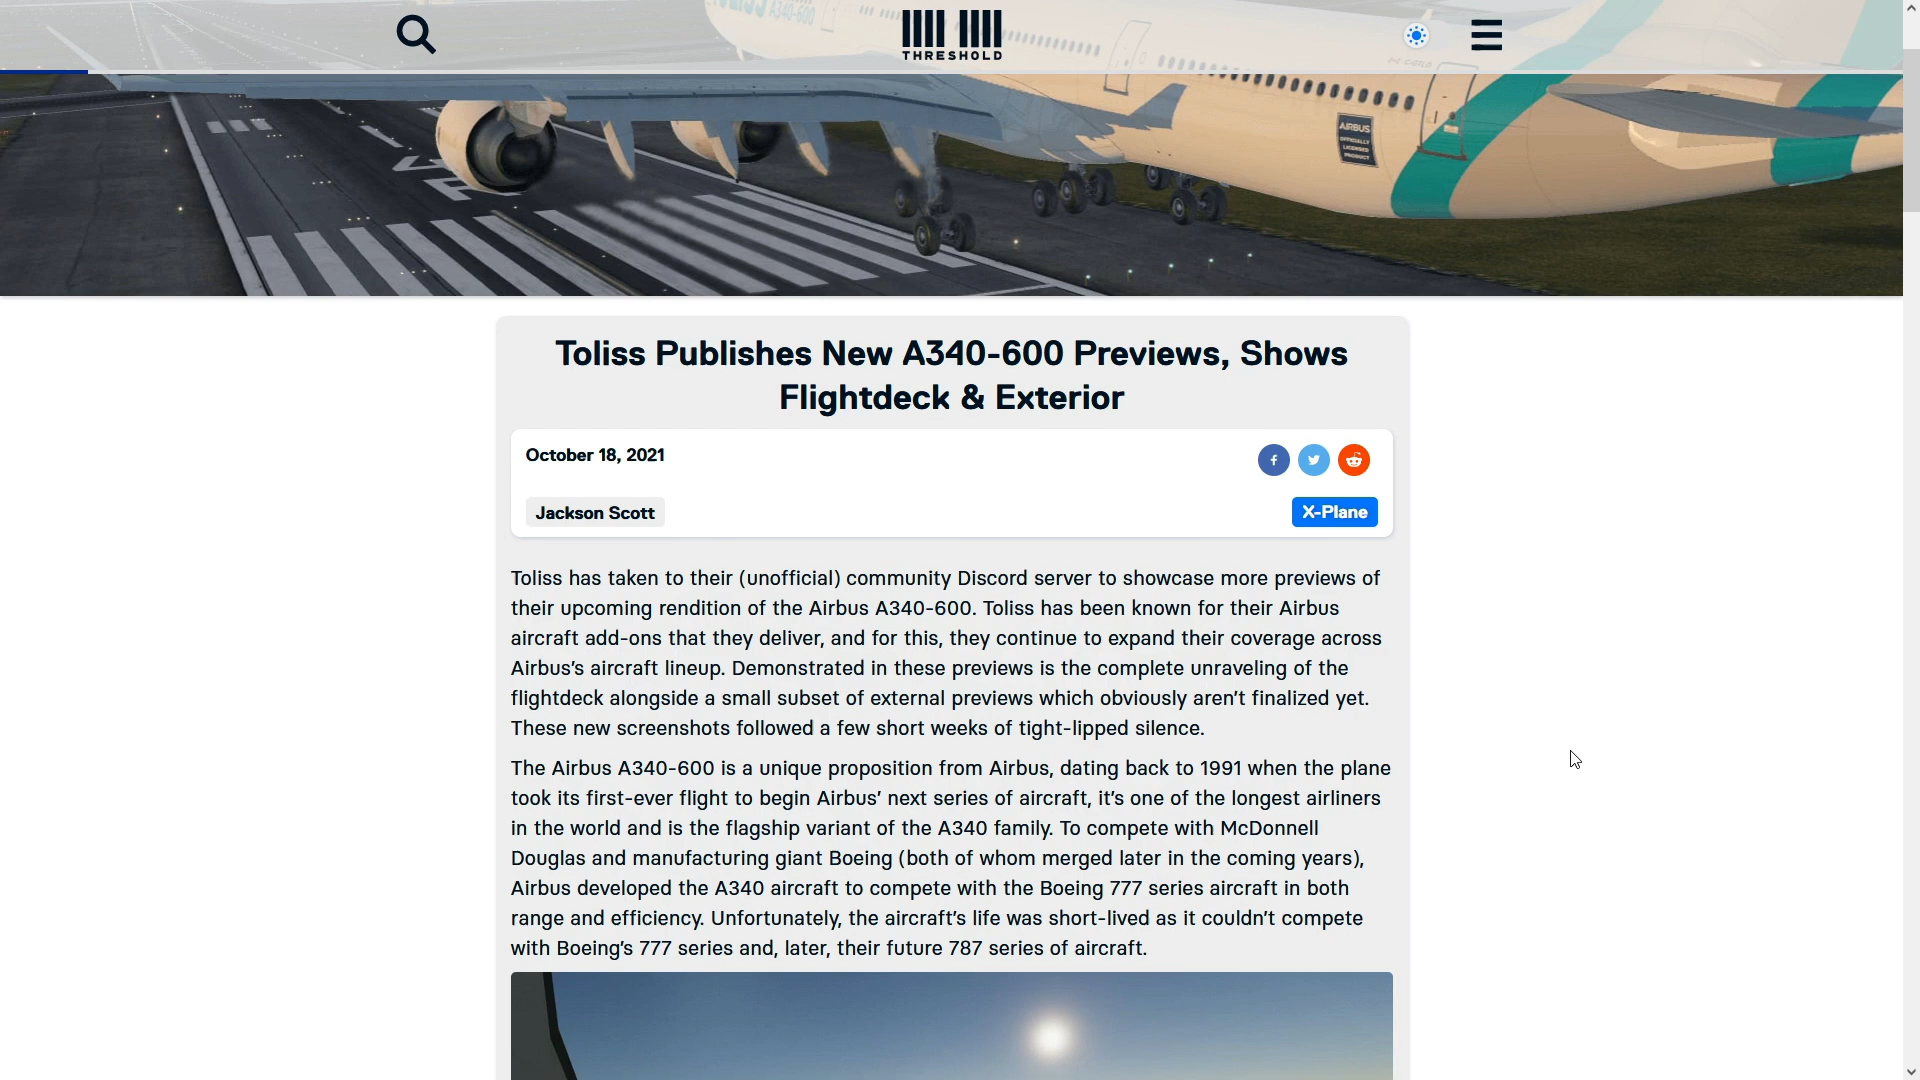 A340-600
THRESHOLD
AIRBUS
OFFICIALLY
LICENSED
PRODUCT
Toliss Publishes New A340-600 Previews, Shows
Flightdeck & Exterior
October 18, 2021
Jackson Scott
X-Plane
Toliss has taken to their (unofficial) community Discord server to showcase more previews of
their upcoming rendition of the Airbus A340-600. Toliss has been known for their Airbus
aircraft add-ons that they deliver, and for this, they continue to expand their coverage across
Airbus's aircraft lineup. Demonstrated in these previews is the complete unraveling of the
flightdeck alongside a small subset of external previews which obviously aren't finalized yet.
These new screenshots followed a few short weeks of tight-lipped silence.
The Airbus A340-600 is a unique proposition from Airbus, dating back to 1991 when the plane
took its first-ever flight to begin Airbus' next series of aircraft, it's one of the longest airliners
in the world and is the flagship variant of the A340 family. To compete with McDonnell
Douglas and manufacturing giant Boeing (both of whom merged later in the coming years),
Airbus developed the A340 aircraft to compete with the Boeing 777 series aircraft in both
range and efficiency. Unfortunately, the aircraft's life was short-lived as it couldn't compete
with Boeing's 777 series and, later, their future 787 series of aircraft.